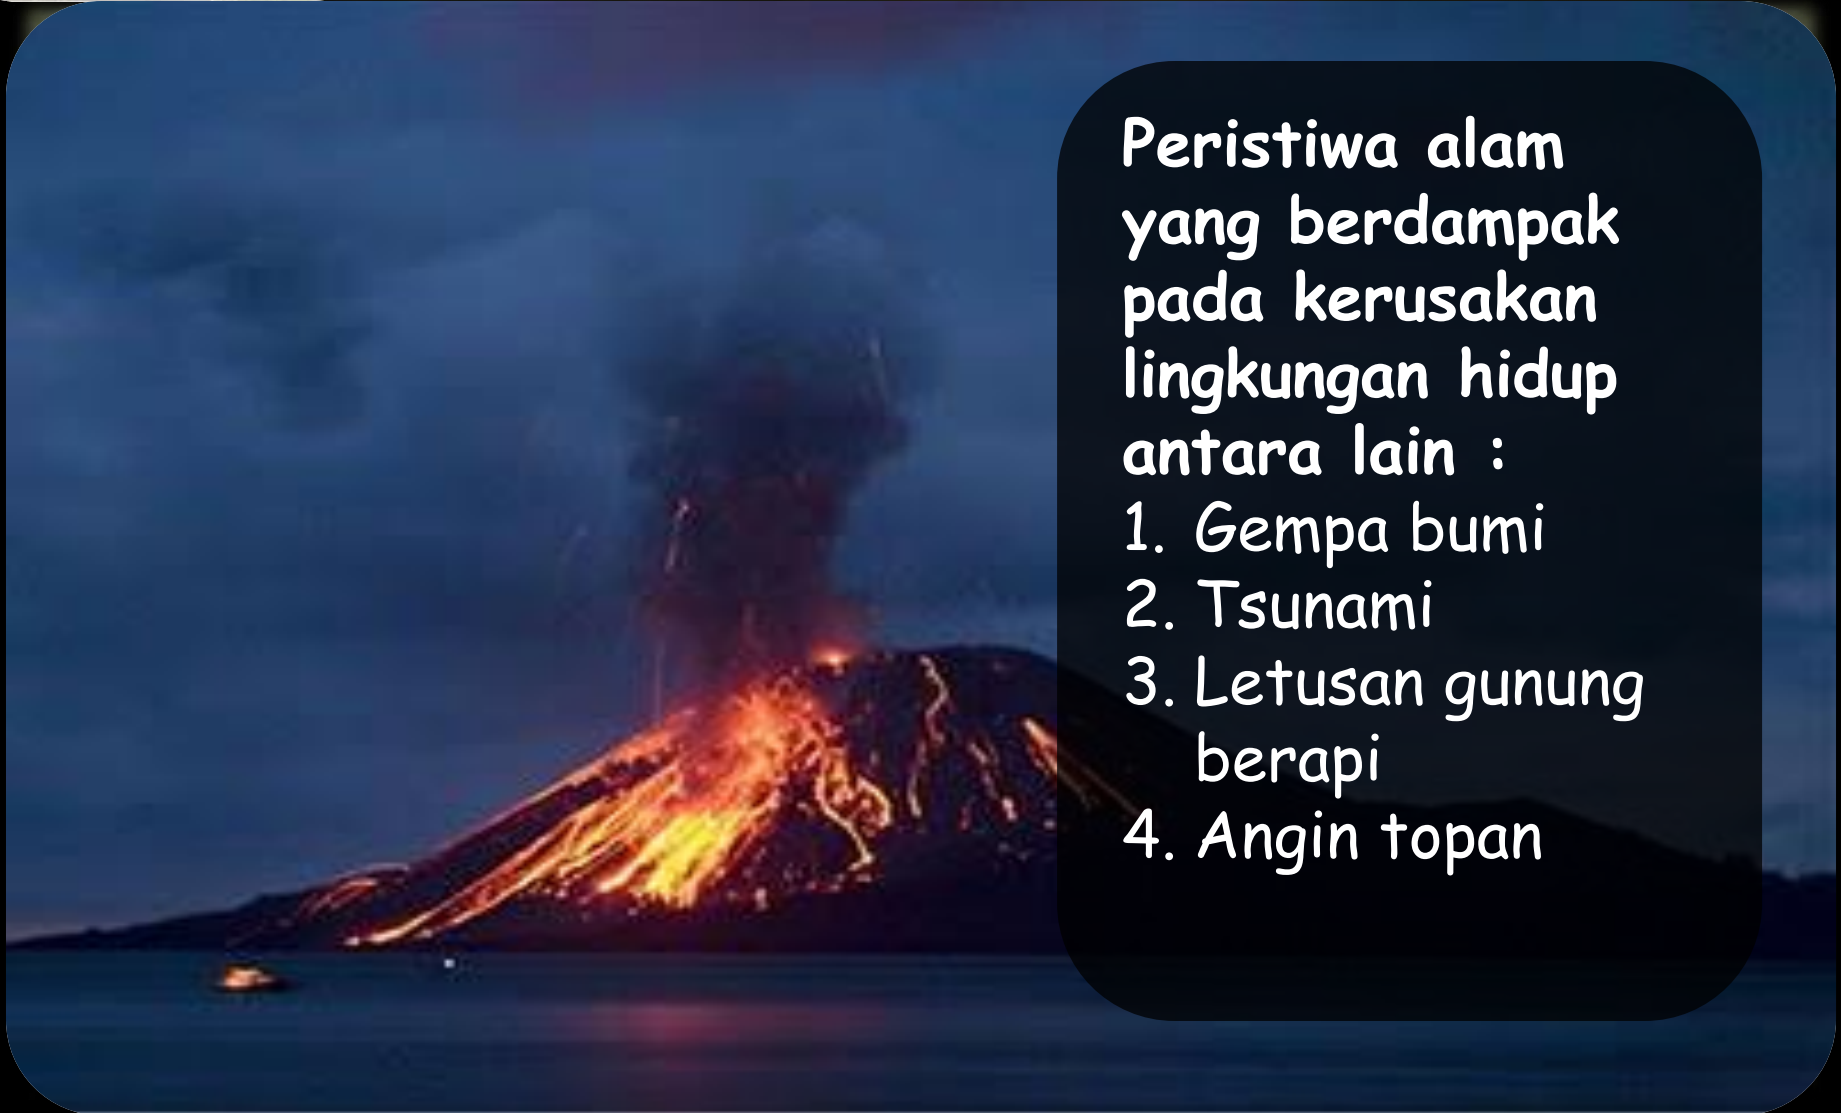 Peristiwa alam
yang berdampak
pada kerusakan
lingkungan hidup
antara lain :
1. Gempa bumi
2. Tsunami
3. Letusan gunung
berapi
4. Angin topan